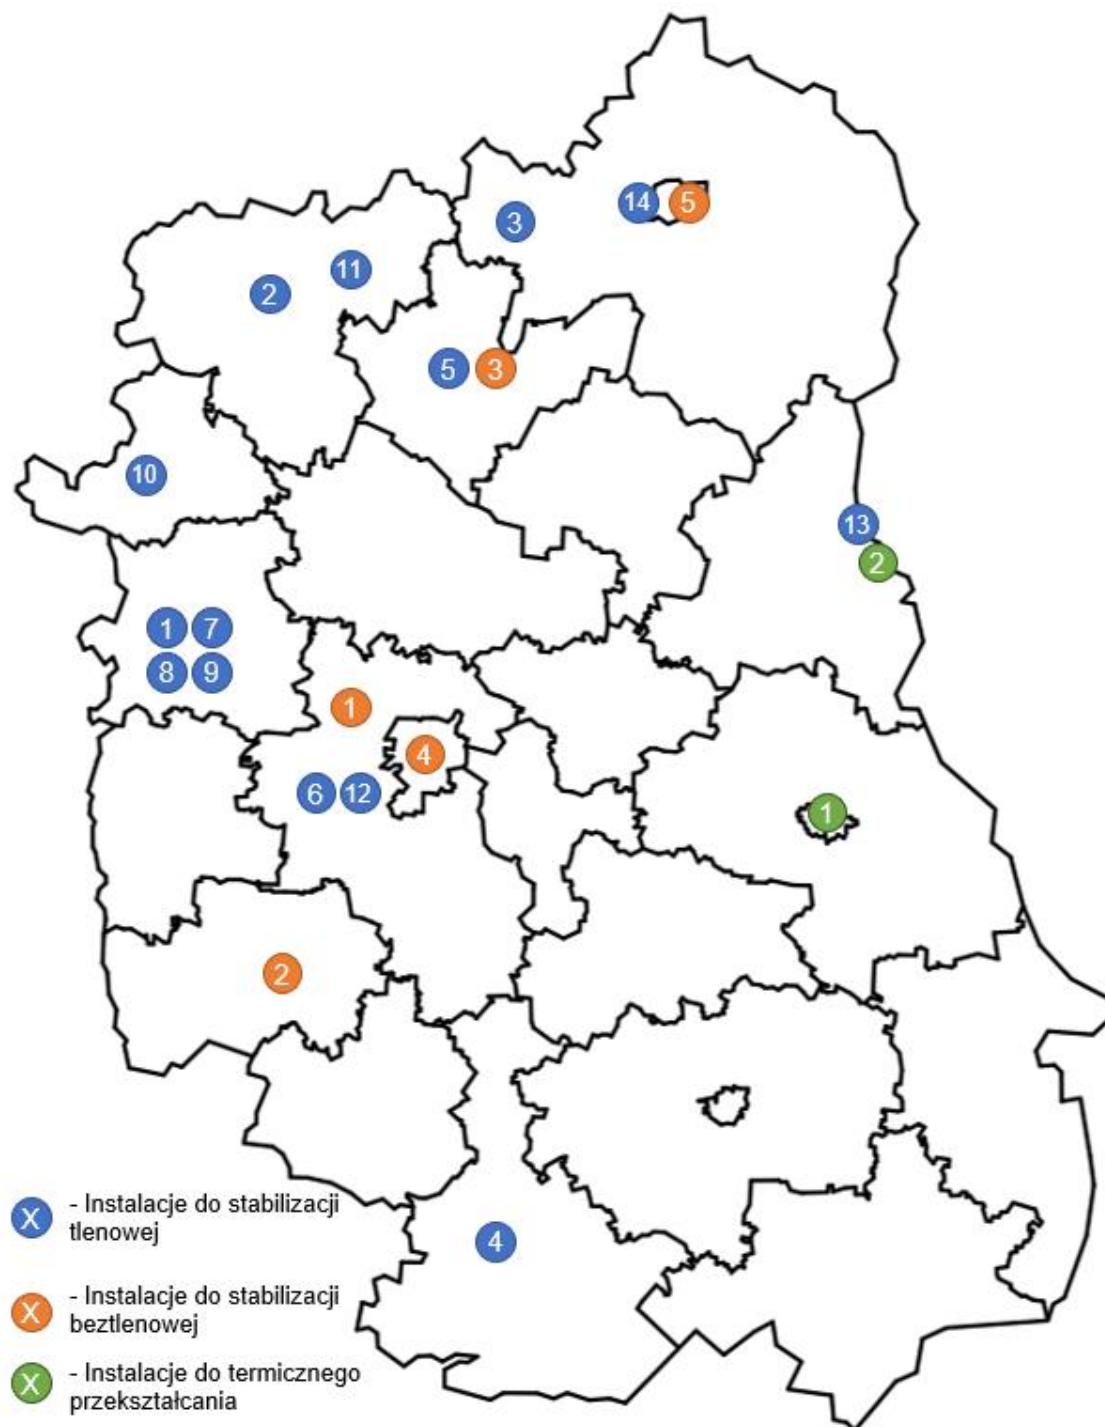 14 5
3
11
2
5 3
10
13
2
1 7
8 9
1
4
6 12
1
2
4
X - Instalacje do stabilizacji
tlenowej
X - Instalacje do stabilizacji
beztlenowej
X - Instalacje do termicznego
przekształcania